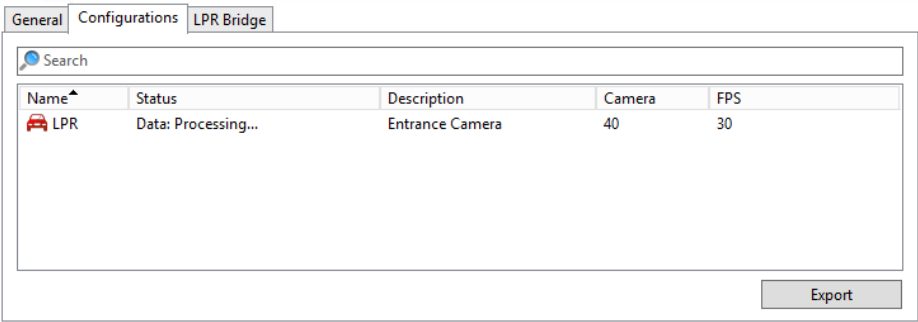 General Configurations LPR Bridge
Search
Name Status Description Camera FPS
LPR Data: Processing... Entrance Camera 40 30
Export